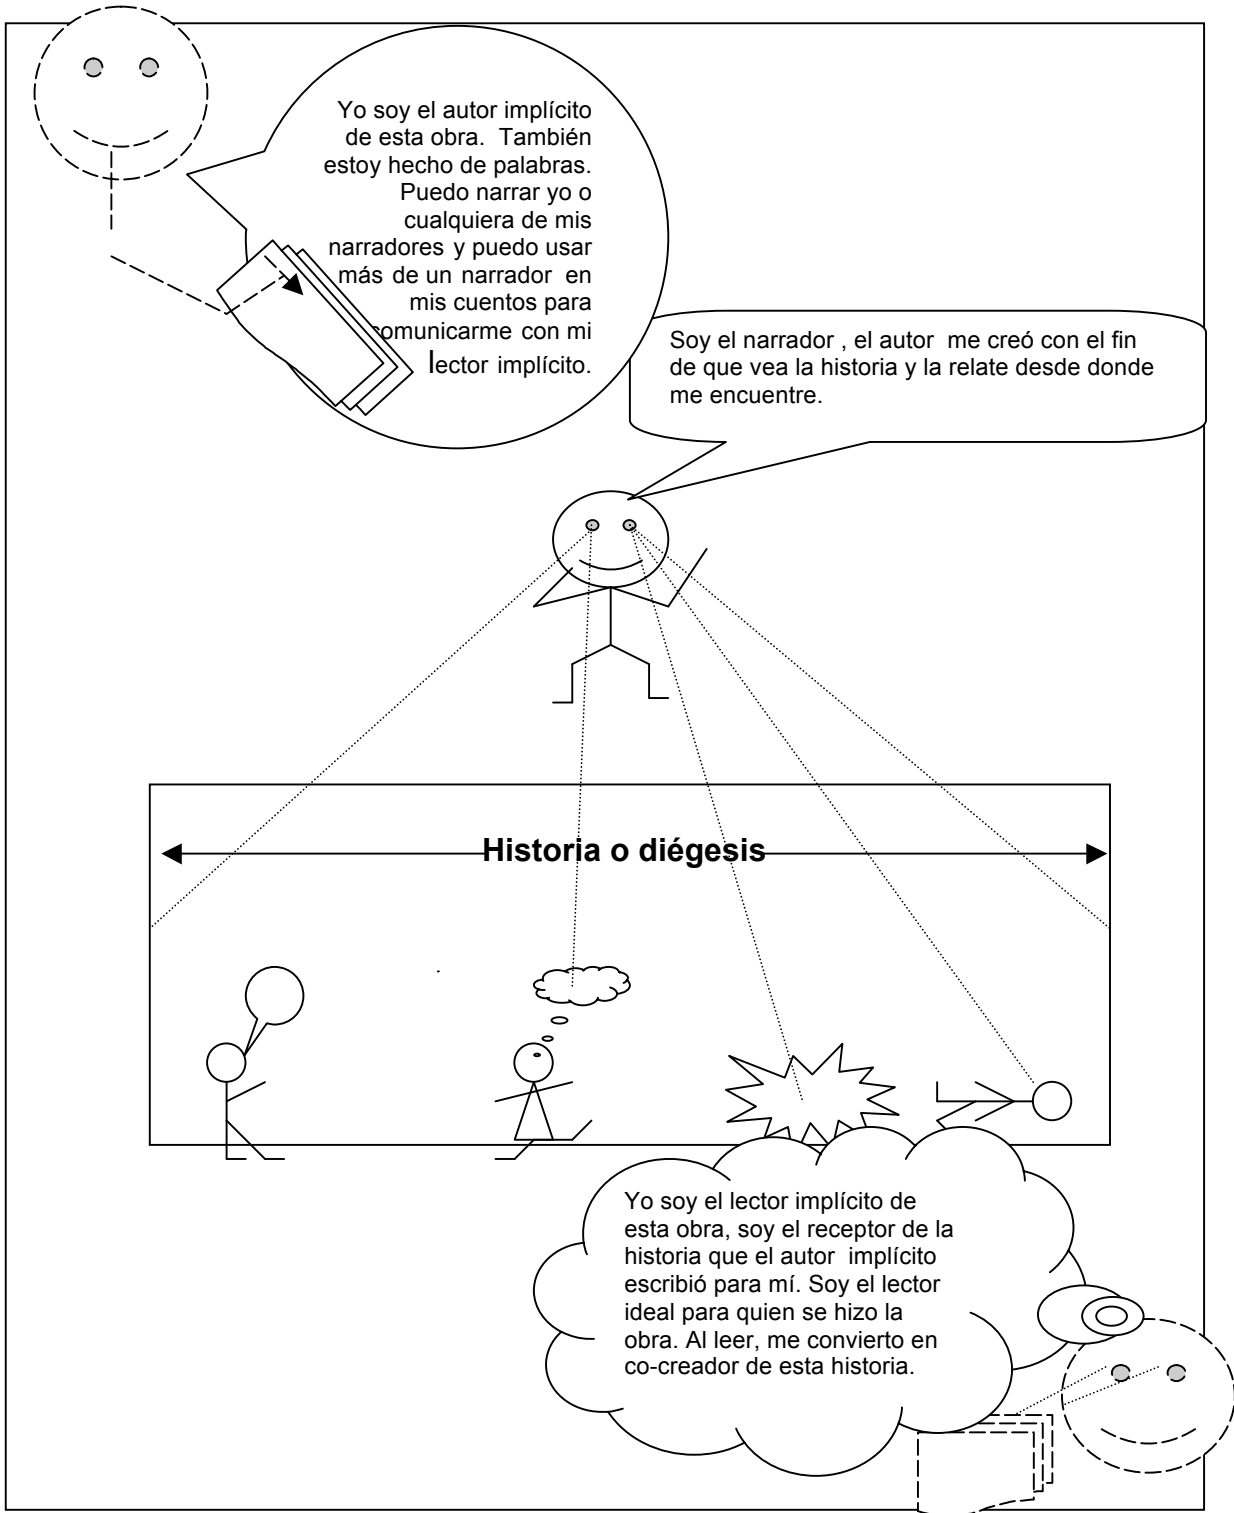 Yo soy el autor implícito
de esta obra. También
estoy hecho de palabras.
Puedo narrar yo o
cualquiera de mis
narradores y puedo usar
más de un narrador en
mis cuentos para
comunicarme con mi
lector implícito.
Soy el narrador , el autor me creó con el fin
de que vea la historia y la relate desde donde
me encuentre.
Historia o diégesis
Yo soy el lector implícito de
esta obra, soy el receptor de la
historia que el autor implícito
escribió para mí. Soy el lector
ideal para quien se hizo la
obra. Al leer, me convierto en
co-creador de esta historia.